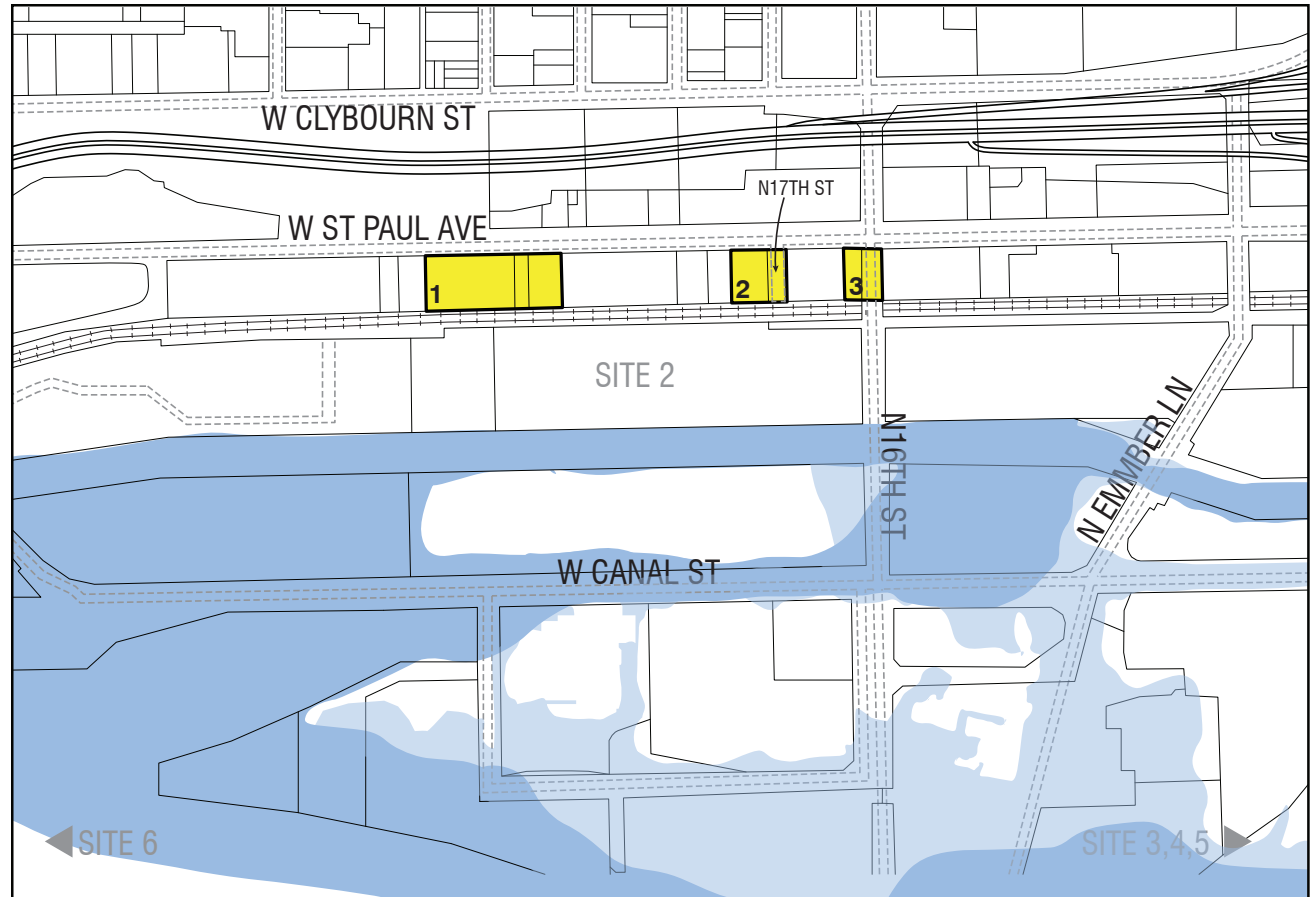 W CLYBOURN ST
N17TH ST
W ST PAUL AVE
1
2
3
SITE 2
N16TH ST
N EMMBER LN
W CANAL ST
SITE 6
SITE 3,4,5